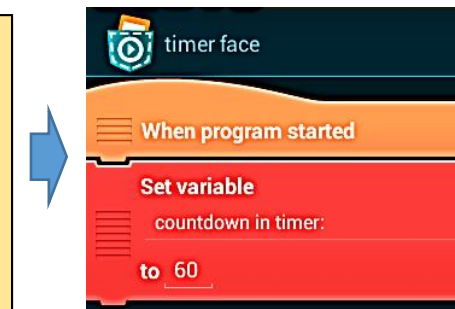 timer face
When program started
Set variable
countdown in timer:
to 60